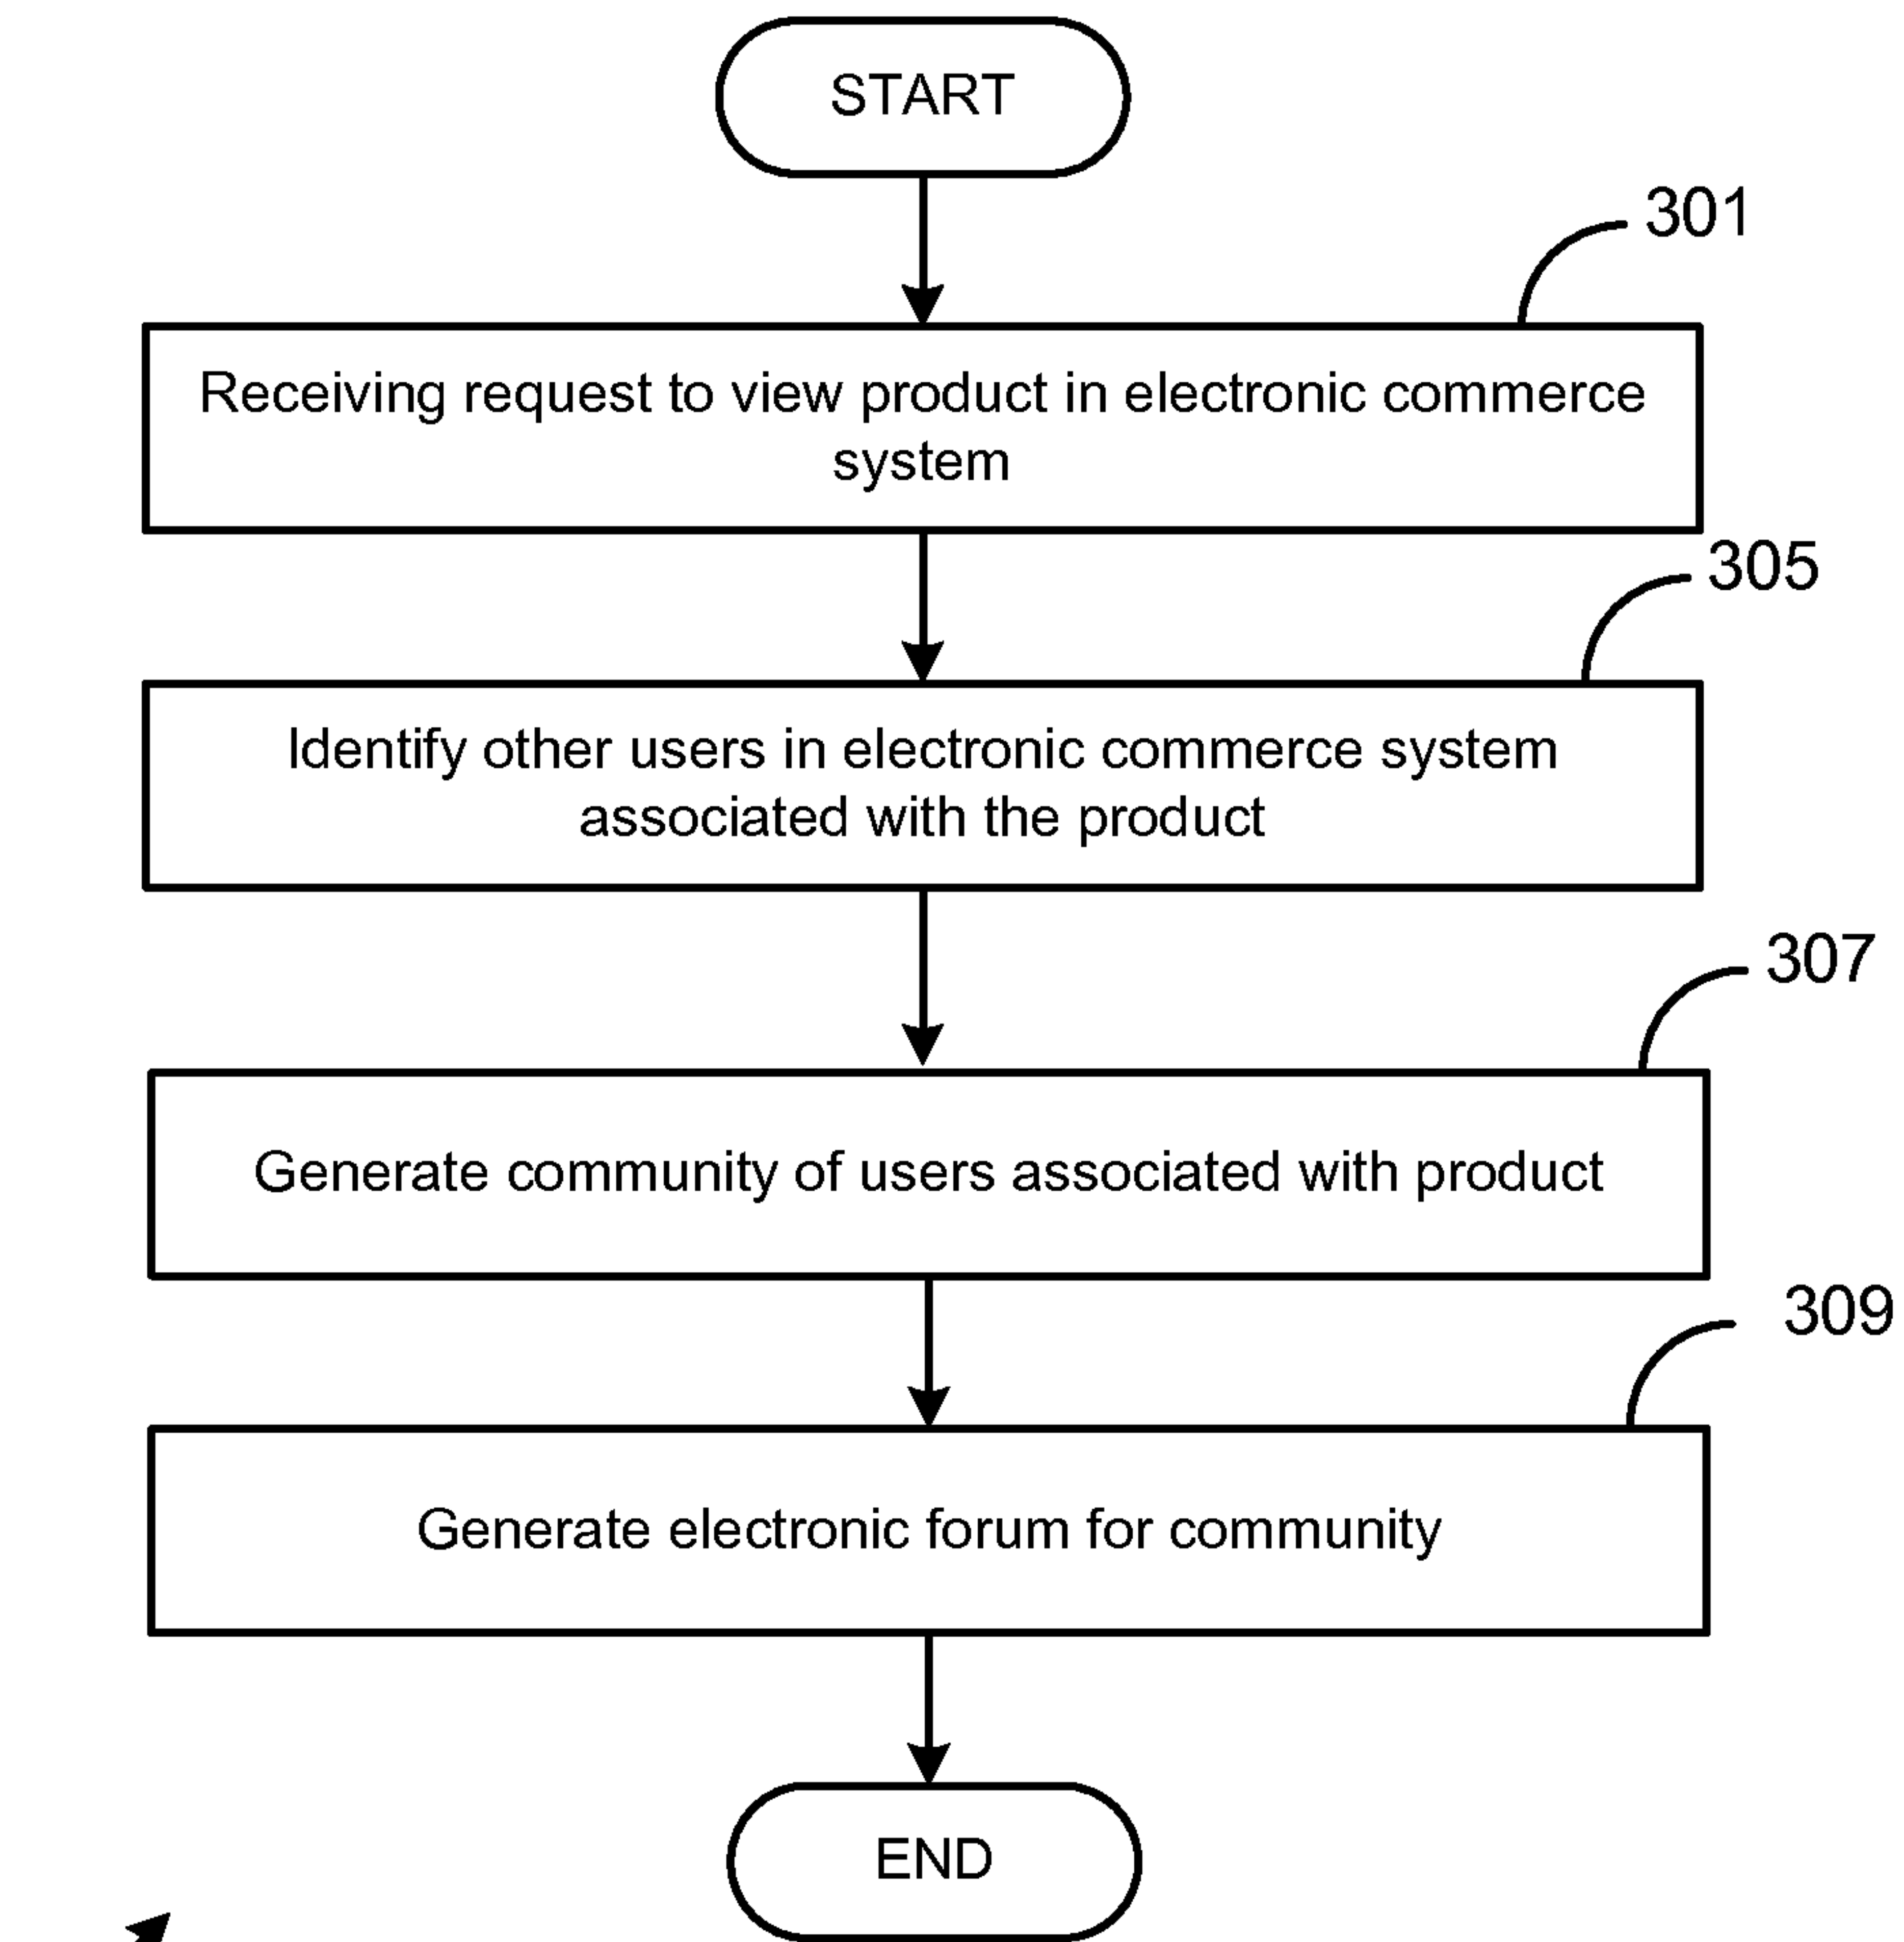 START
301
Receiving request to view product in electronic commerce
system
305
Identify other users in electronic commerce system
associated with the product
307
Generate community of users associated with product
309
Generate electronic forum for community
END